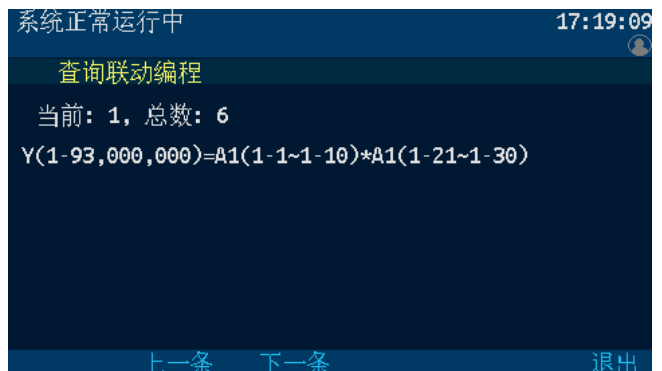 系统正常运行中 17:19:09
查询联动编程
当前: 1, 总数: 6
Y(1-93,000,000)=A1(1-1~1-10)*A1(1-21~1-30)
上一条 下一条 退出